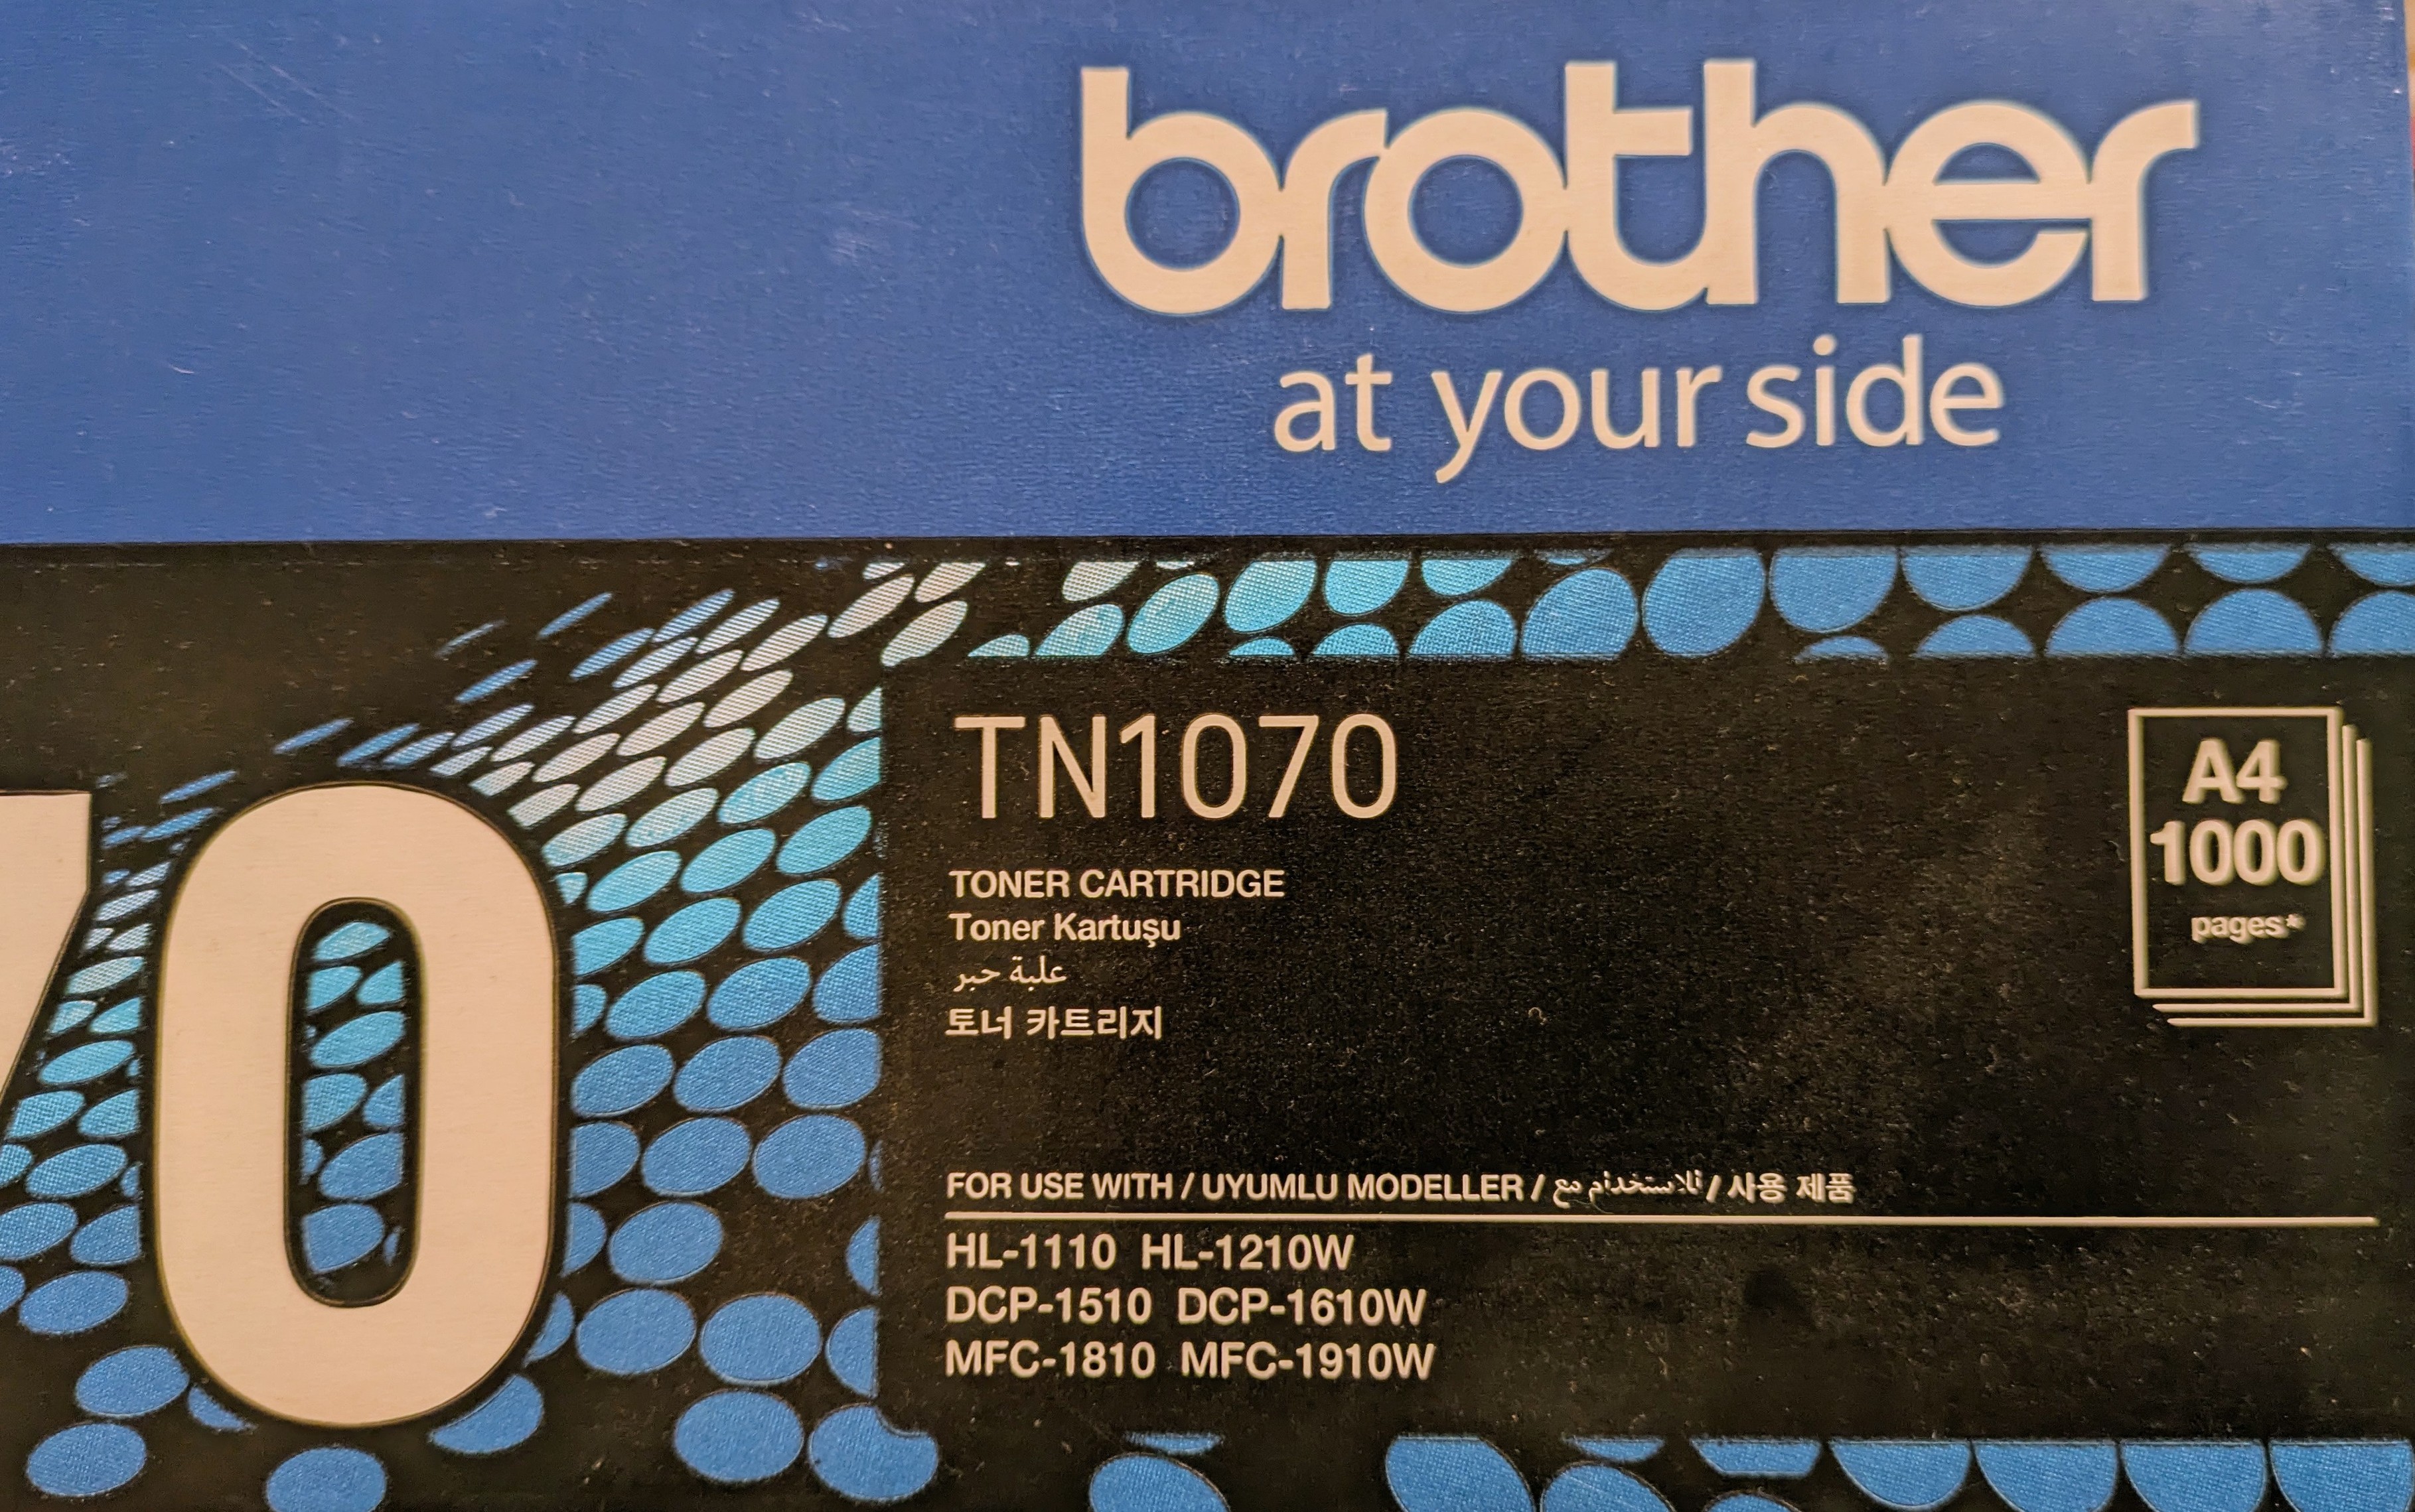 brother
at your side
70
TN1070
A4
1000
pages*
TONER CARTRIDGE
Toner Kartuşu
علبة حبر
토너 카트리지
FOR USE WITH / UYUMLU MODELLER / للاستخدام مع / 사용 제품
HL-1110 HL-1210W
DCP-1510 DCP-1610W
MFC-1810 MFC-1910W